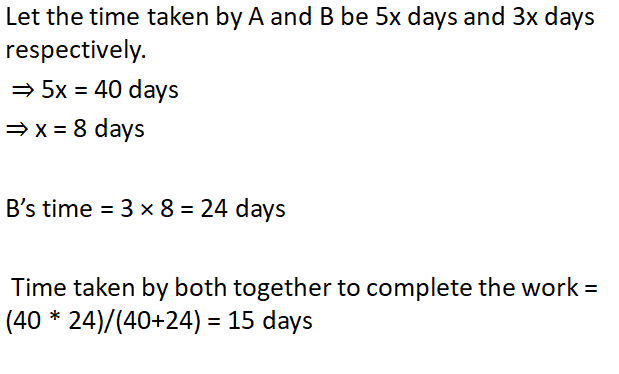 Let the time taken by A and B be 5x days and 3x days
respectively.
⇒ 5x = 40 days
⇒ x = 8 days
B’s time = 3 × 8 = 24 days
Time taken by both together to complete the work =
(40 * 24)/(40+24) = 15 days